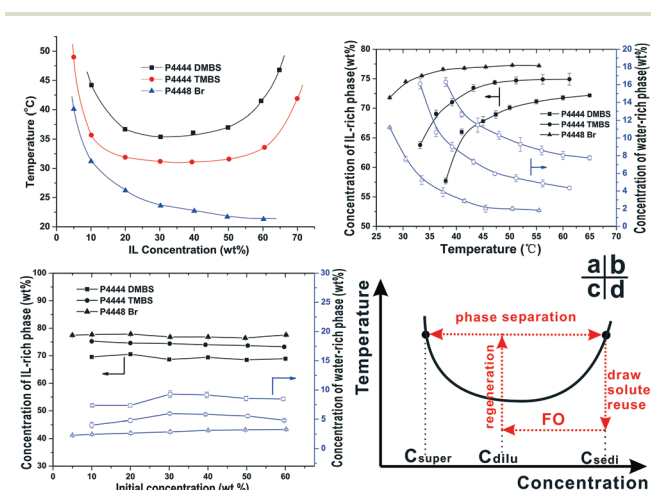 50
45
40
35
30
25
20
Temperature (°C)
P4444 DMBS
P4444 TMBS
P4448 Br
0 10 20 30 40 50 60 70
IL Concentration (wt%)
80
75
70
65
60
55
50
Concentration of IL-rich phase(wt%)
P4444 DMBS
P4444 TMBS
P4448 Br
20
18
16
14
12
10
8
6
4
2
0
Concentration of water-rich phase(wt%)
25 30 35 40 45 50 55 60 65 70
Temperature (℃)
100
90
80
70
60
50
40
30
Concentration of IL-rich phase (wt%)
P4444 DMBS
P4444 TMBS
P4448 Br
30
25
20
15
10
5
0
Concentration of water-rich phase (wt%)
0 10 20 30 40 50 60
Initial concentration (wt %)
a b
c d
Temperature
phase separation
regeneration
draw
solute
reuse
FO
Csuper Cdilu Csedi
Concentration